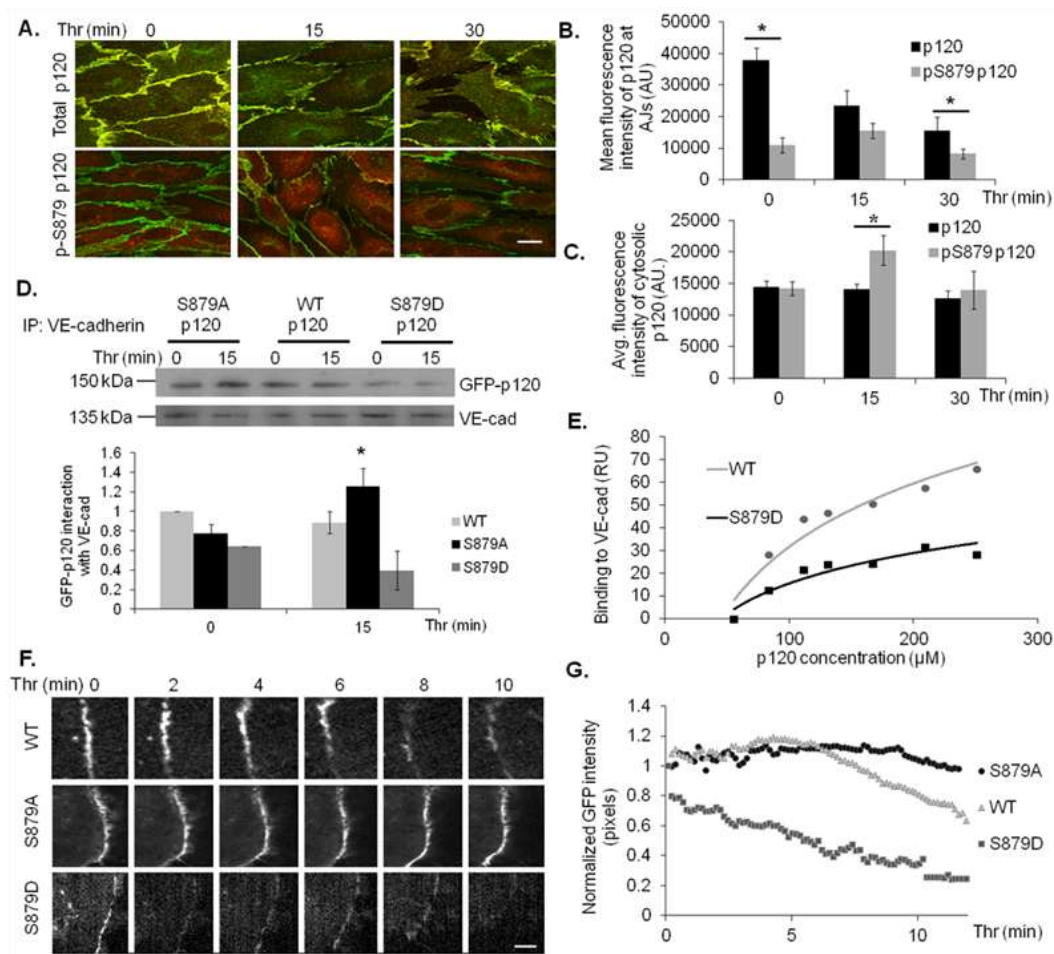 A.
Thr (min) 0 15 30
Total p120
p-S879 p120
B.
Mean fluorescence
intensity of p120 at
AJs (AU)
40000
35000
30000
25000
20000
15000
10000
5000
0
*
*
p120
pS879 p120
0 15 30 Thr (min)
C.
Avg. fluorescence
intensity of cytosolic
p120 (AU.)
25000
20000
15000
10000
5000
0
*
p120
pS879 p120
0 15 30 Thr (min)
D.
IP: VE-cadherin
S879A
p120
WT
p120
S879D
p120
Thr (min) 0 15 0 15 0 15
150 kDa
GFP-p120
135 kDa
VE-cad
GFP-p120 interaction
with VE-cad
1.6
1.4
1.2
1
0.8
0.6
0.4
0.2
0
*
WT
S879A
S879D
0 15 Thr (min)
E.
Binding to VE-cad (RU)
80
70
60
50
40
30
20
10
0
WT
S879D
0 100 200 300
p120 concentration (µM)
F.
Thr (min) 0 2 4 6 8 10
WT
S879A
S879D
G.
Normalized GFP intensity
(pixels)
1.4
1.2
1
0.8
0.6
0.4
0.2
0
S879A
WT
S879D
0 5 10 Thr (min)